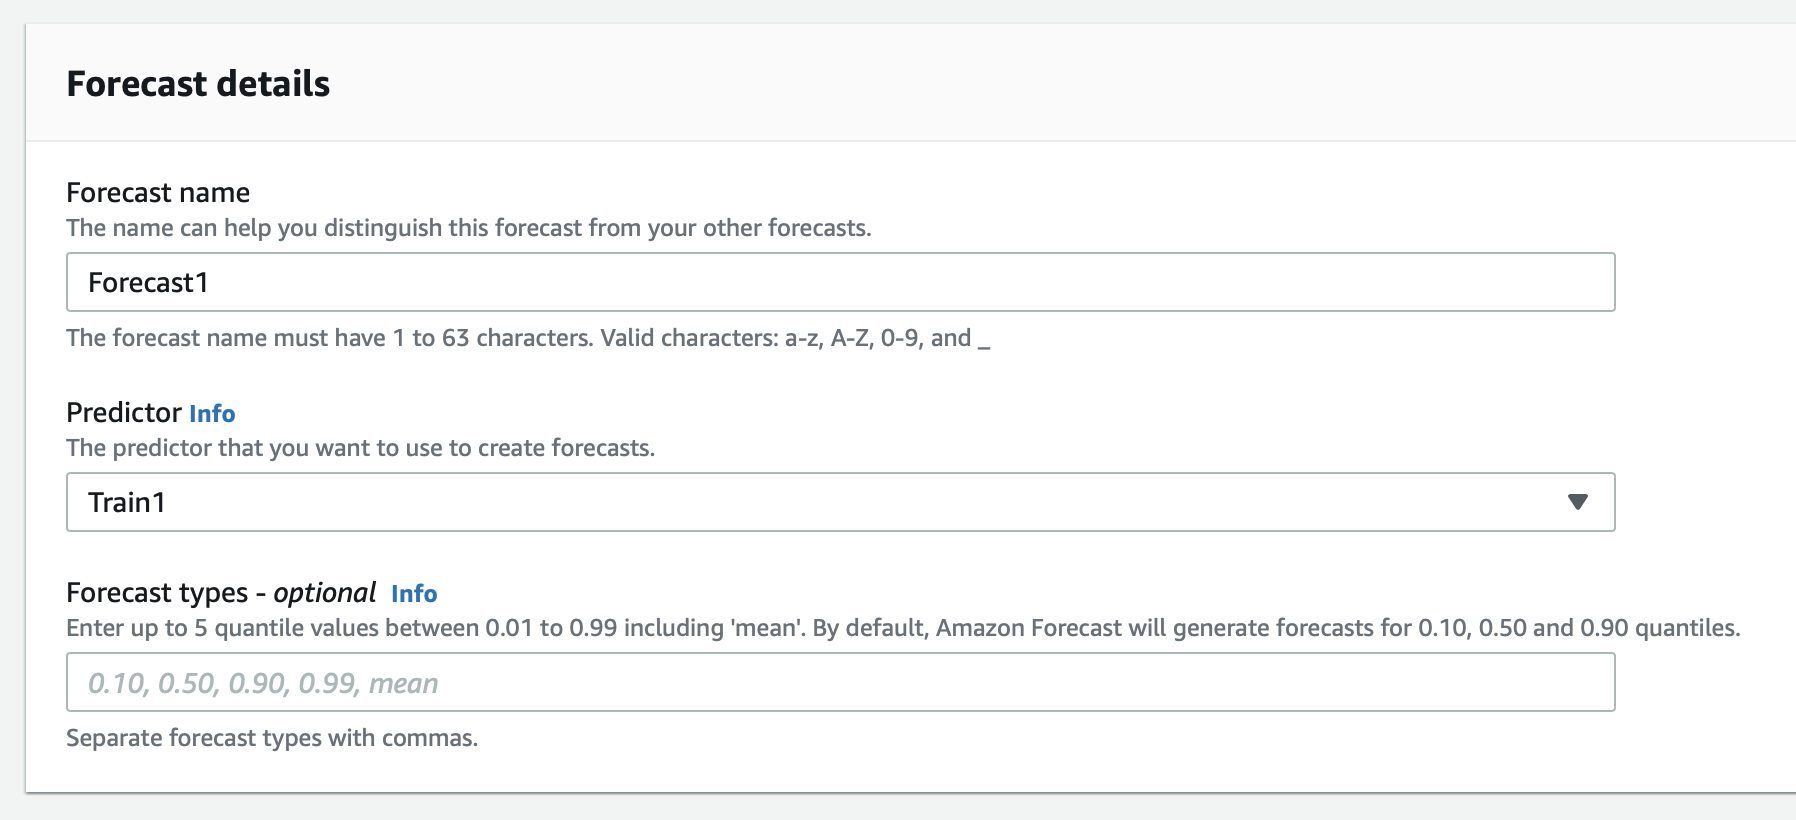 Forecast details
Forecast name
The name can help you distinguish this forecast from your other forecasts.
Forecast1
The forecast name must have 1 to 63 characters. Valid characters: a-z, A-Z, 0-9, and _
Predictor Info
The predictor that you want to use to create forecasts.
Train1
Forecast types - optional Info
Enter up to 5 quantile values between 0.01 to 0.99 including 'mean'. By default, Amazon Forecast will generate forecasts for 0.10, 0.50 and 0.90 quantiles.
0.10, 0.50, 0.90, 0.99, mean
Separate forecast types with commas.